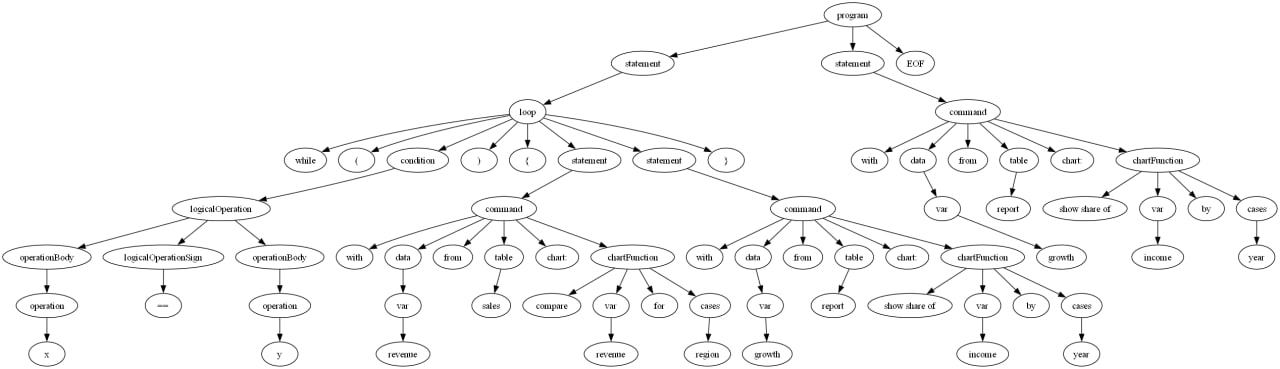 program
statement statement EOF
loop command
while ( condition ) { statement statement } with data from table chart: chartFunction
logicalOperation command command var report show share of var by cases
operationBody logicalOperationSign operationBody with data from table chart: chartFunction with data from table chart: chartFunction growth income year
operation == operation var sales compare var for cases var report show share of var by cases
x y revenue revenue region growth income year